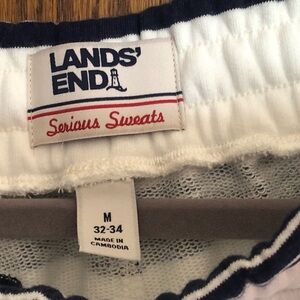 LANDS'
END
Serious Sweats
M
32-34
MADE IN
CAMBODIA